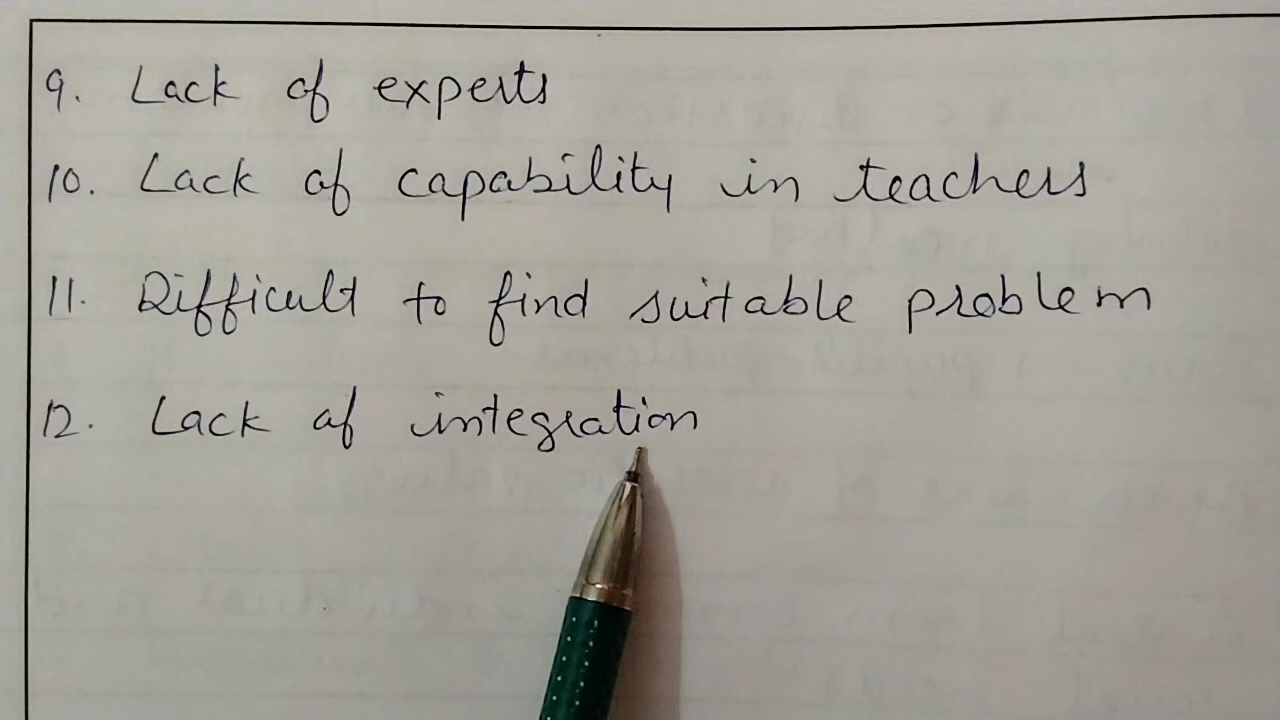 9. Lack of experts
10. Lack of capability in teachers
11. Difficult to find suitable problem
12. Lack of integration